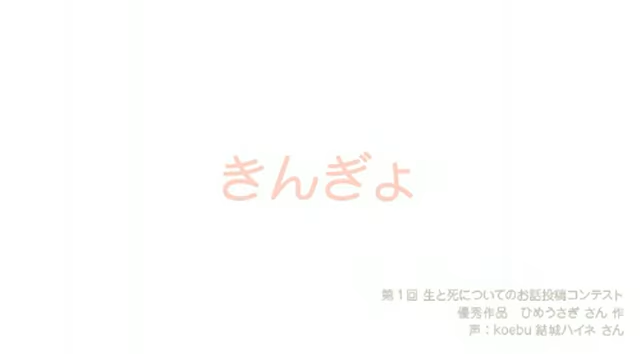 きんぎょ
第1回 生と死についてのお話投稿コンテスト
優秀作品　ひめうさぎ さん 作
声：koebu 結城ハイネ さん